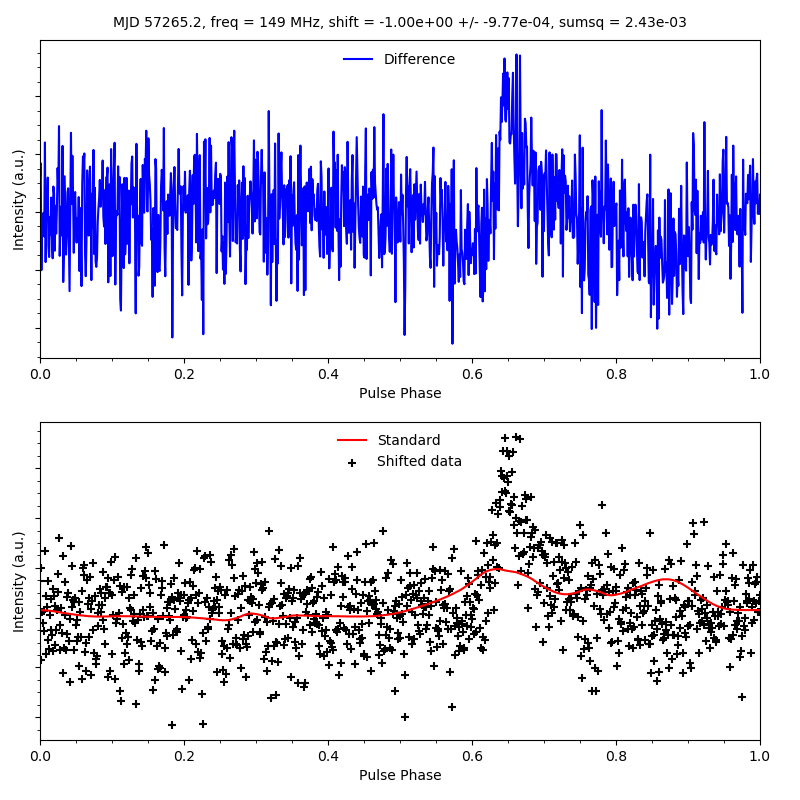 MJD 57265.2, freq = 149 MHz, shift = -1.00e+00 +/- -9.77e-04, sumsq = 2.43e-03
Difference
Intensity (a.u.)
0.0 0.2 0.4 0.6 0.8 1.0
Pulse Phase
Standard
Shifted data
Intensity (a.u.)
0.0 0.2 0.4 0.6 0.8 1.0
Pulse Phase